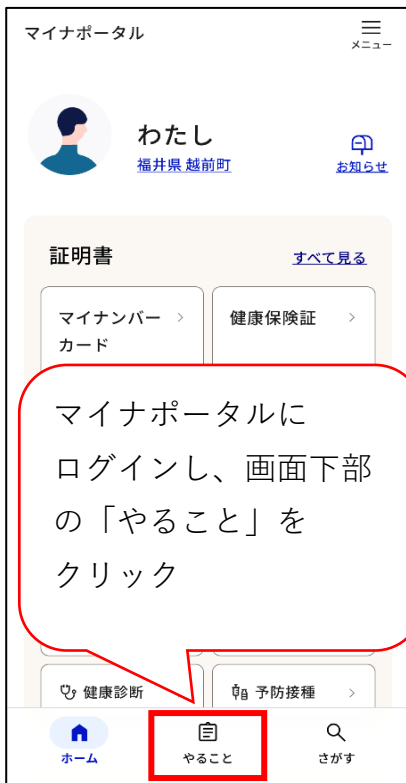 マイナポータル
メニュー
わたし
福井県 越前町
お知らせ
証明書
すべて見る
マイナンバー
カード
健康保険証
マイナポータルに
ログインし、画面下部
の「やること」を
クリック
健康診断
予防接種
ホーム
やること
さがす